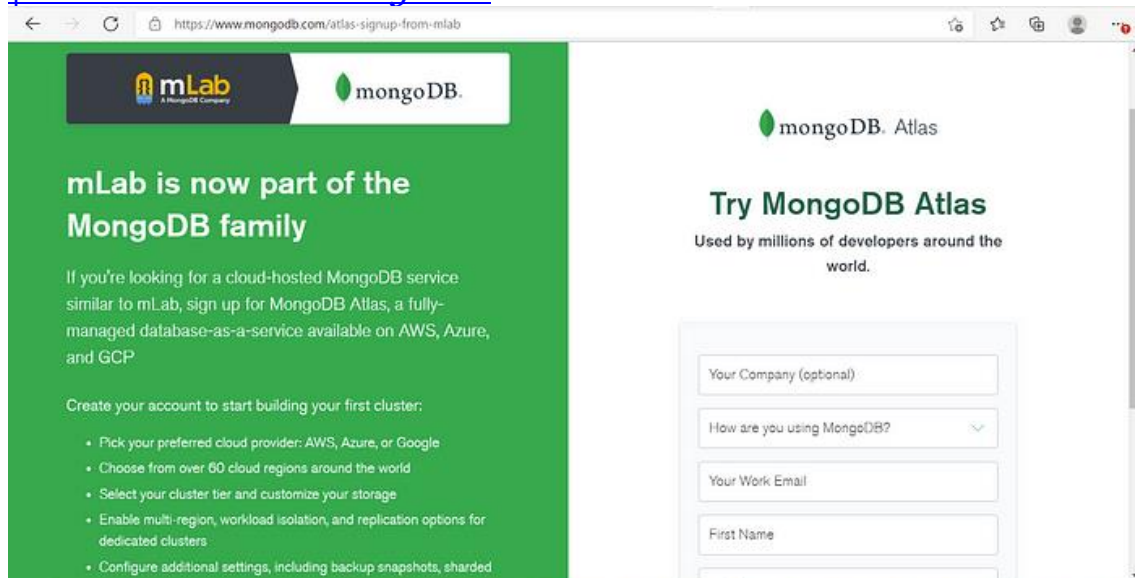 https://www.mongodb.com/atlas-signup-from-mlab
mLab
A MongoDB Company
mongoDB.
mLab is now part of the
MongoDB family
If you're looking for a cloud-hosted MongoDB service
similar to mLab, sign up for MongoDB Atlas, a fully-
managed database-as-a-service available on AWS, Azure,
and GCP
Create your account to start building your first cluster:
• Pick your preferred cloud provider: AWS, Azure, or Google
• Choose from over 60 cloud regions around the world
• Select your cluster tier and customize your storage
• Enable multi-region, workload isolation, and replication options for
dedicated clusters
• Configure additional settings, including backup snapshots, sharded
mongoDB. Atlas
Try MongoDB Atlas
Used by millions of developers around the
world.
Your Company (optional)
How are you using MongoDB?
Your Work Email
First Name